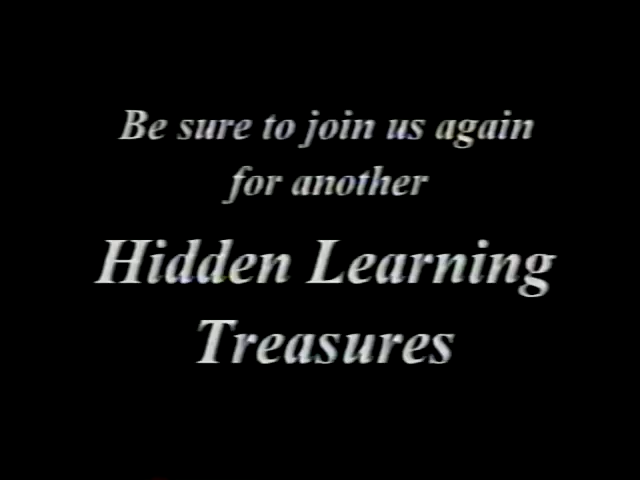 Be sure to join us again
for another
Hidden Learning
Treasures